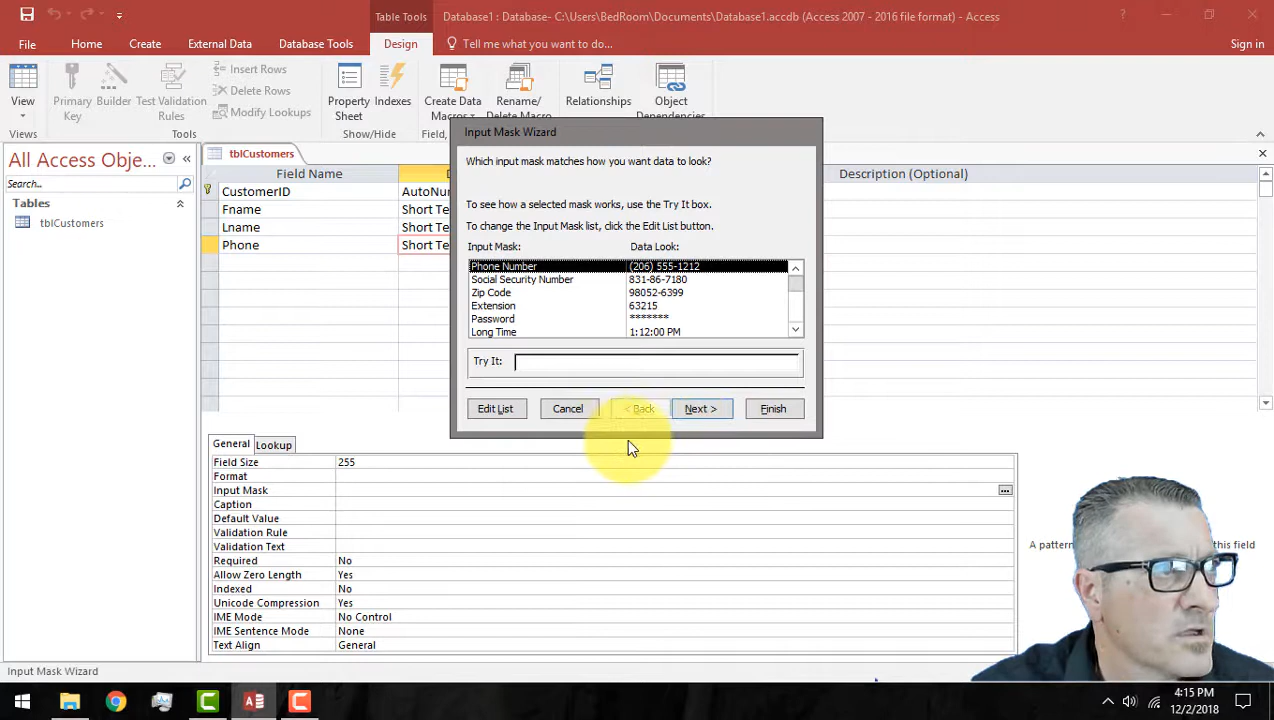 Table Tools
Database1 : Database- C:\Users\BedRoom\Documents\Database1.accdb (Access 2007 - 2016 file format) - Access
?
File
Home
Create
External Data
Database Tools
Design
Tell me what you want to do...
Sign in
View
Primary Key
Builder
Test Validation Rules
Insert Rows
Delete Rows
Modify Lookups
Property Sheet
Indexes
Create Data Macros
Rename/ Delete Macro
Relationships
Object Dependencies
Views
Tools
Show/Hide
Field,
All Access Obje...
Search...
Tables
tblCustomers
tblCustomers
Field Name
D
Description (Optional)
CustomerID
AutoNu
Fname
Short Te
Lname
Short Te
Phone
Short Te
Input Mask Wizard
Which input mask matches how you want data to look?
To see how a selected mask works, use the Try It box.
To change the Input Mask list, click the Edit List button.
Input Mask:
Data Look:
Phone Number
(206) 555-1212
Social Security Number
831-86-7180
Zip Code
98052-6399
Extension
63215
Password
*******
Long Time
1:12:00 PM
Try It:
Edit List
Cancel
< Back
Next >
Finish
General
Lookup
Field Size
255
Format
Input Mask
...
Caption
Default Value
Validation Rule
Validation Text
Required
No
Allow Zero Length
Yes
Indexed
No
Unicode Compression
Yes
IME Mode
No Control
IME Sentence Mode
None
Text Align
General
A pattern
this field
Input Mask Wizard
4:15 PM
12/2/2018